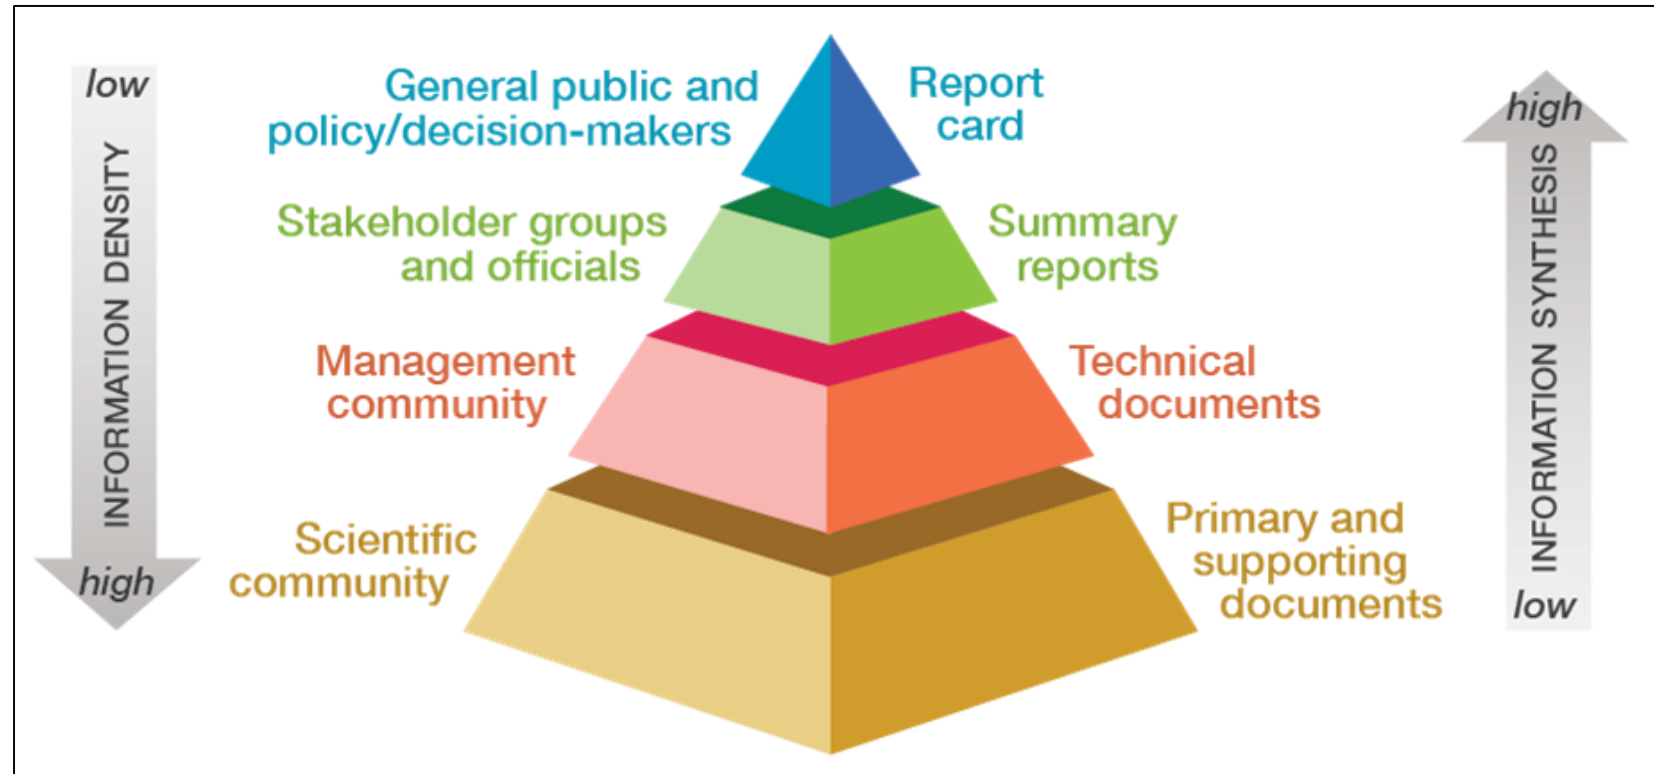 low
INFORMATION DENSITY
high
General public and
policy/decision-makers
Report
card
Stakeholder groups
and officials
Summary
reports
Management
community
Technical
documents
Scientific
community
Primary and
supporting
documents
high
INFORMATION SYNTHESIS
low